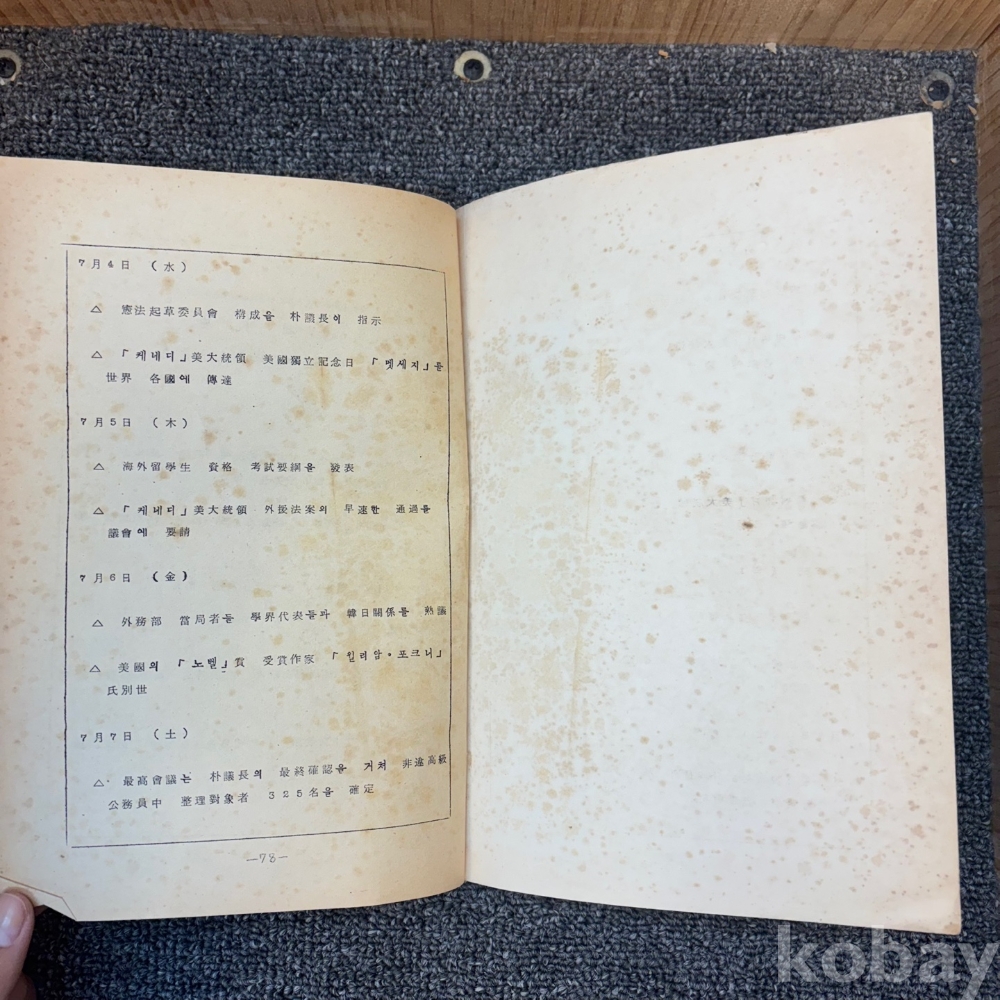 7月4日 (水)
△ 憲法起草委員會 構成을 朴議長이 指示
△ 「케네디」美大統領 美國獨立記念日 「멧세지」를
世界 各國에 傳達
7月5日 (木)
△ 海外留學生 資格 考試要綱을 發表
△ 「케네디」美大統領 外援法案의 早速한 通過를
議會에 要請
7月6日 (金)
△ 外務部 當局者들 學界代表들과 韓日關係를 熱議
△ 美國의 「노벨」賞 受賞作家 「윌리암·포크너」
氏別世
7月7日 (土)
△ 最高會議는 朴議長의 最終確認을 거쳐 非違高級
公務員中 整理對象者 325名을 確定
—78—
kobay